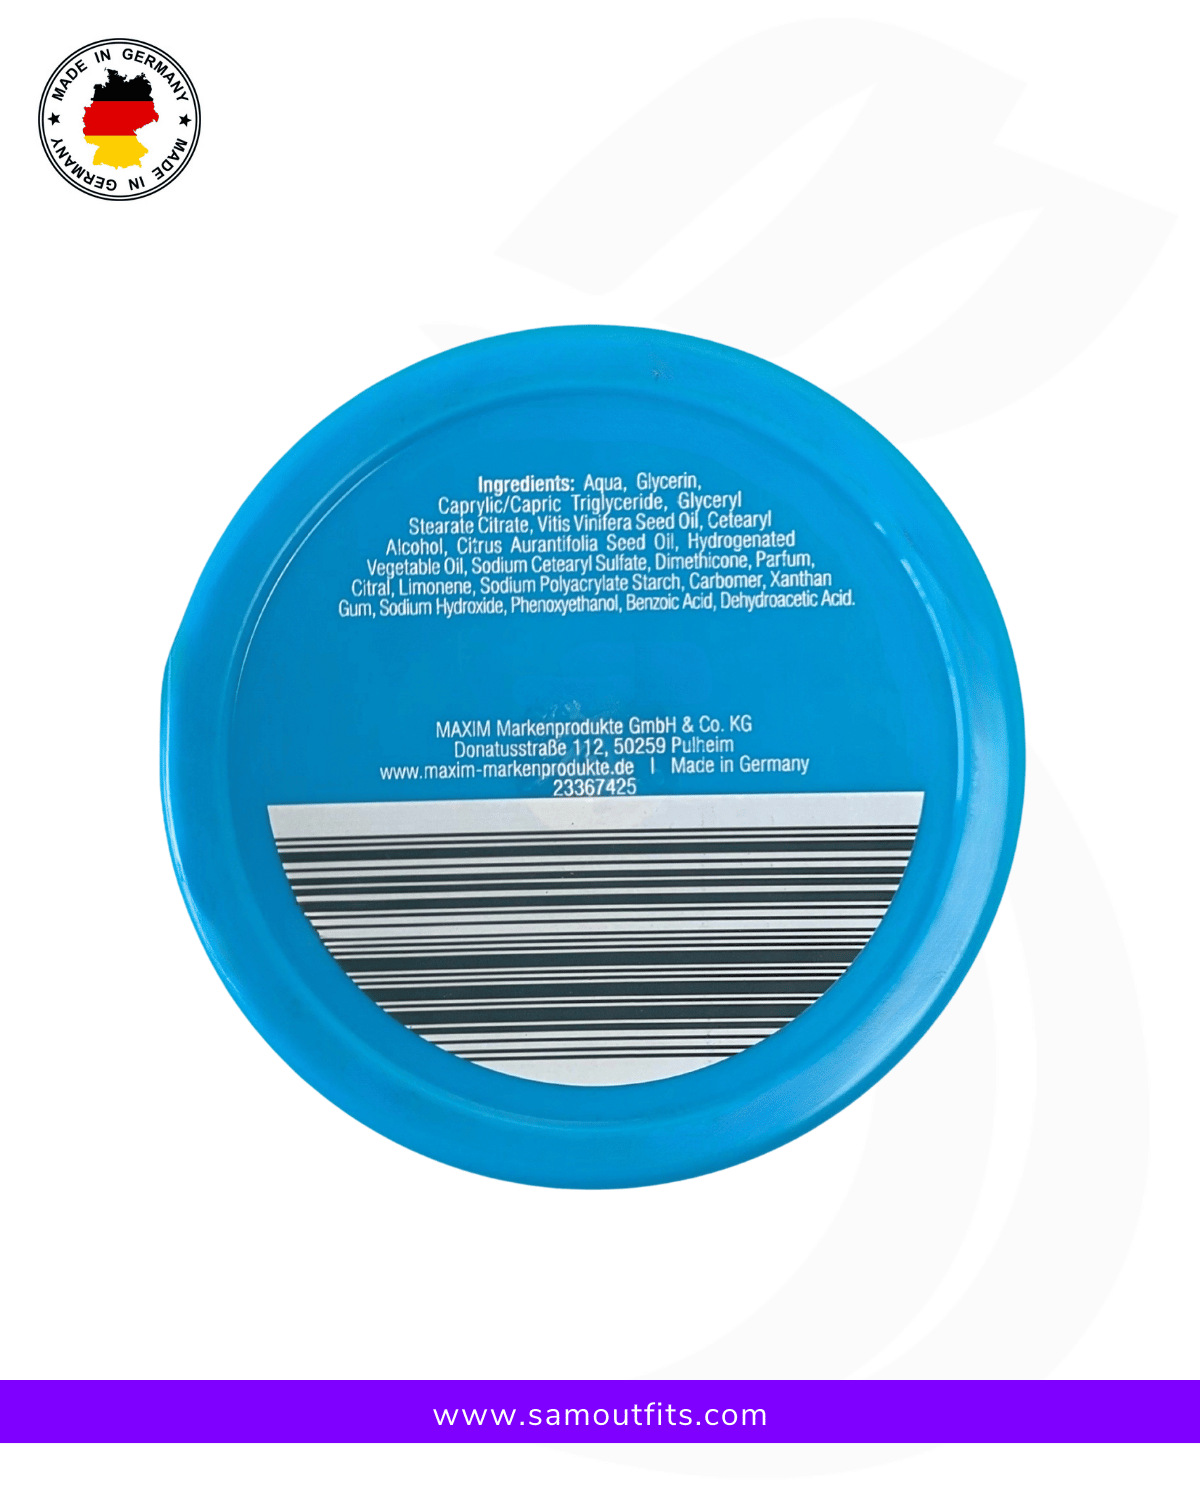 MADE IN GERMANY
MADE IN GERMANY
Ingredients: Aqua, Glycerin,
Caprylic/Capric Triglyceride, Glyceryl
Stearate Citrate, Vitis Vinifera Seed Oil, Cetearyl
Alcohol, Citrus Aurantifolia Seed Oil, Hydrogenated
Vegetable Oil, Sodium Cetearyl Sulfate, Dimethicone, Parfum,
Citral, Limonene, Sodium Polyacrylate Starch, Carbomer, Xanthan
Gum, Sodium Hydroxide, Phenoxyethanol, Benzoic Acid, Dehydroacetic Acid.
MAXIM Markenprodukte GmbH & Co. KG
Donatusstraße 112, 50259 Pulheim
www.maxim-markenprodukte.de | Made in Germany
23367425
www.samoutfits.com